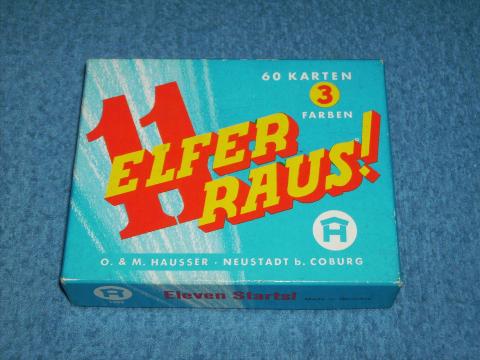 60 KARTEN
3
FARBEN
11
ELFER
RAUS!
O. & M. HAUSSER · NEUSTADT b. COBURG
Eleven Starts!